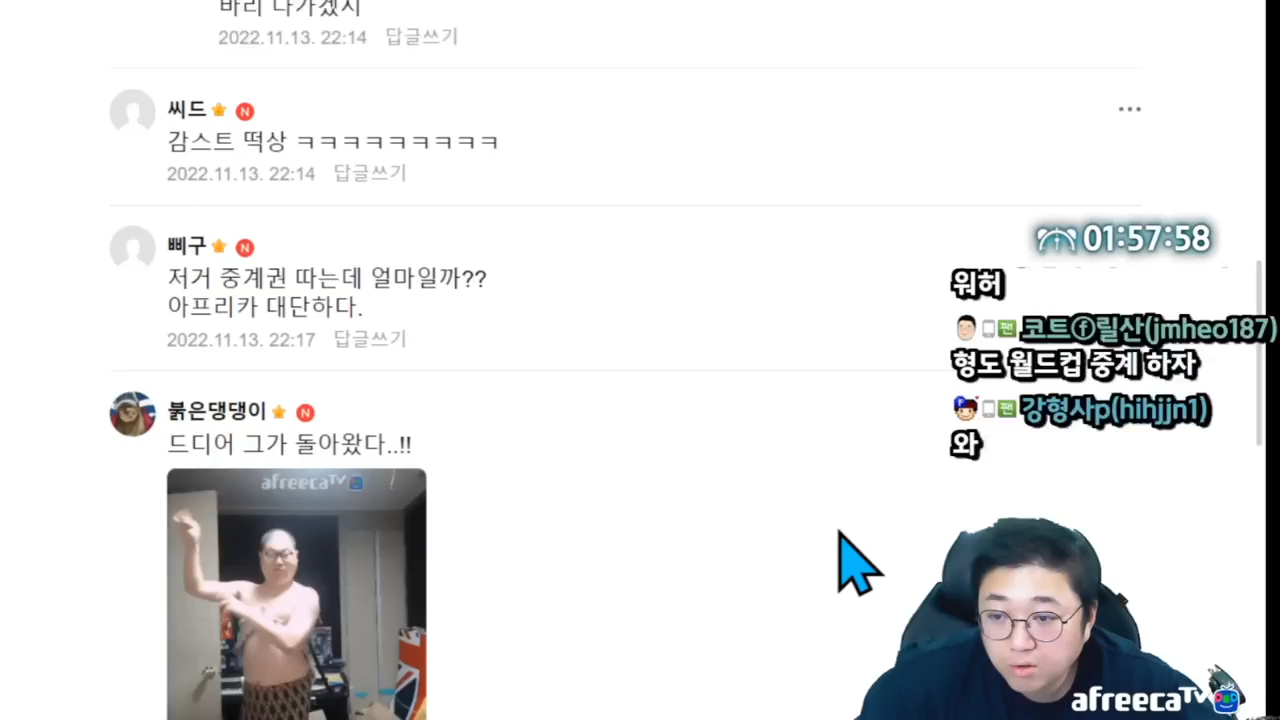 바리 나가겠지
2022.11.13. 22:14 답글쓰기
씨드 N
감스트 떡상 ㅋㅋㅋㅋㅋㅋㅋㅋㅋ
2022.11.13. 22:14 답글쓰기
삐구 N
저거 중계권 따는데 얼마일까??
아프리카 대단하다.
2022.11.13. 22:17 답글쓰기
붉은댕댕이 N
드디어 그가 돌아왔다..!!
afreecaTV
01:57:58
워허
팬 코트ⓕ릴산(jmheo187)
형도 월드컵 중계 하자
팬 강형사p(hihjjn1)
와
afreecaTV